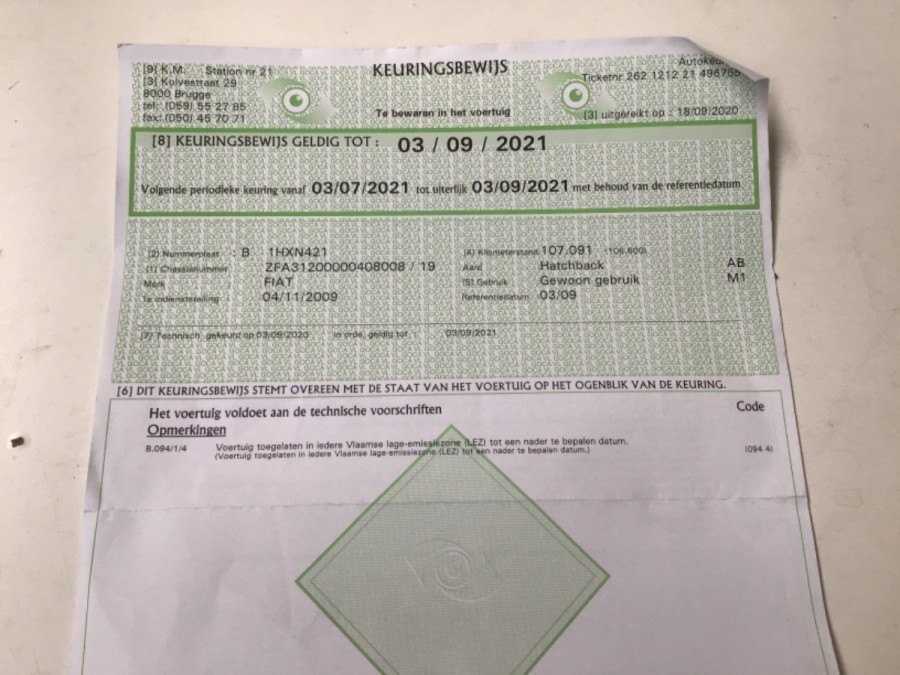 [9] K.M. Station nr 21
[3] Kolvestraat 29
8000 Brugge
tel: (059) 55 27 85
fax: (050) 45 70 71
KEURINGSBEWIJS
Te bewaren in het voertuig
Ticketnr 262 1212 21 496755
[3] uitgereikt op : 18/09/2020
[8] KEURINGSBEWIJS GELDIG TOT : 03 / 09 / 2021
Volgende periodieke keuring vanaf 03/07/2021 tot uiterlijk 03/09/2021 met behoud van de referentiedatum
[2] Nummerplaat : B 1HXN421
[1] Chassisnummer ZFA31200000408008 / 19
Merk FIAT
1e indienststelling 04/11/2009
[4] Kilometerstand 107.091 (106.600)
Aard Hatchback AB
[5] Gebruik Gewoon gebruik M1
Referentiedatum 03/09
[7] Technisch gekeurd op 03/09/2020 in orde, geldig tot 03/09/2021
[6] DIT KEURINGSBEWIJS STEMT OVEREEN MET DE STAAT VAN HET VOERTUIG OP HET OGENBLIK VAN DE KEURING.
Het voertuig voldoet aan de technische voorschriften Code
Opmerkingen
B.094/1/4 Voertuig toegelaten in iedere Vlaamse lage-emissiezone (LEZ) tot een nader te bepalen datum.
(Voertuig toegelaten in iedere Vlaamse lage-emissiezone (LEZ) tot een nader te bepalen datum.) (094 4)